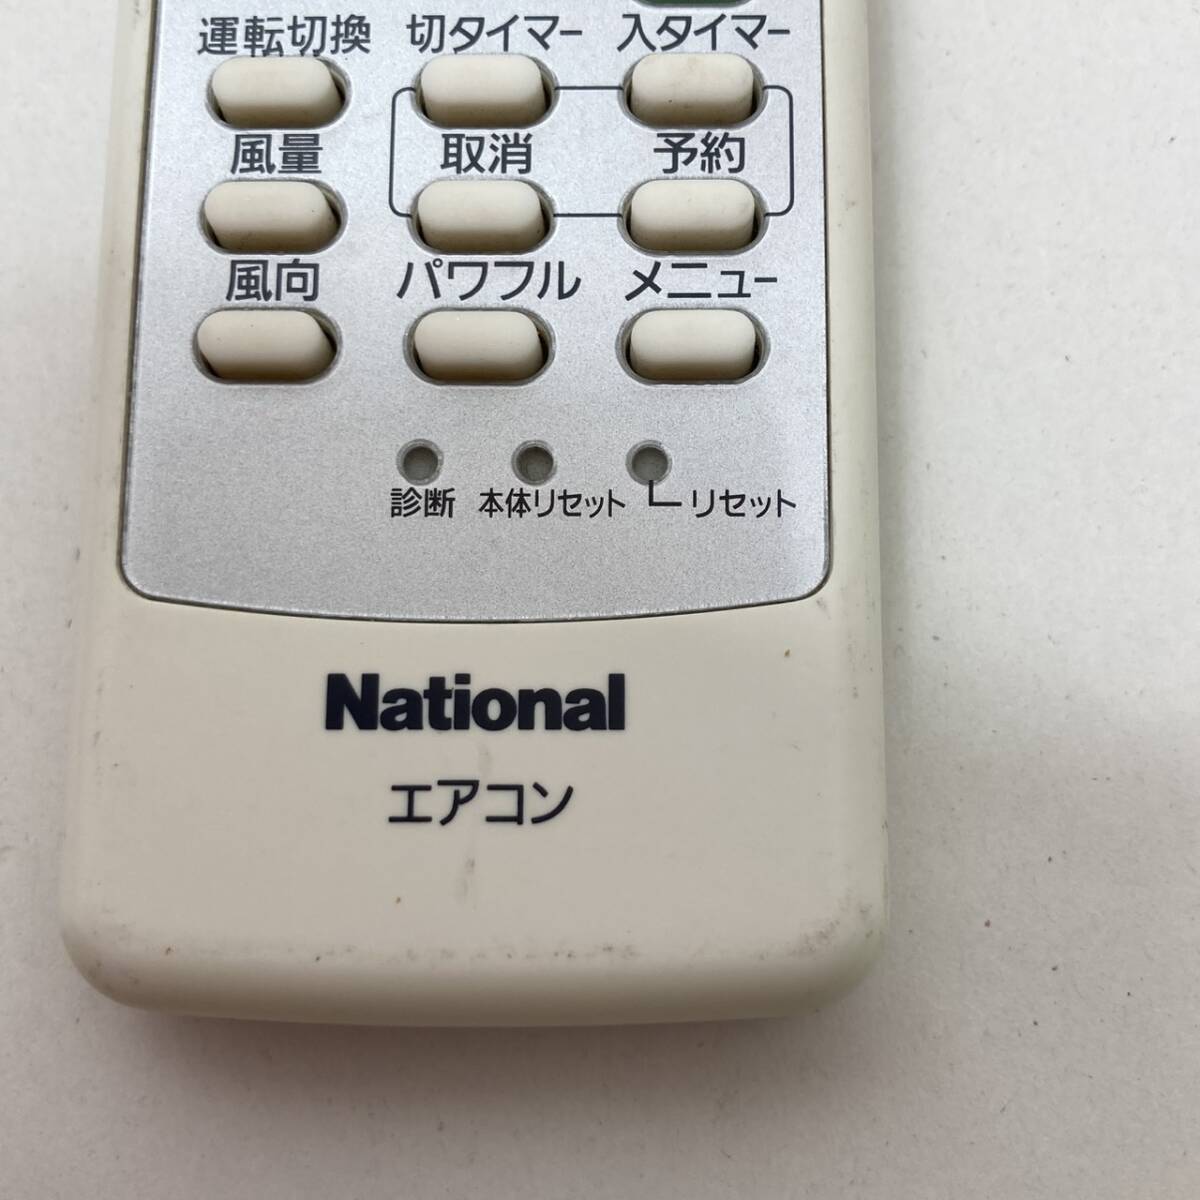 運転切換 切タイマー 入タイマー
風量 取消 予約
風向 パワフル メニュー
診断 本体リセット リセット
National
エアコン